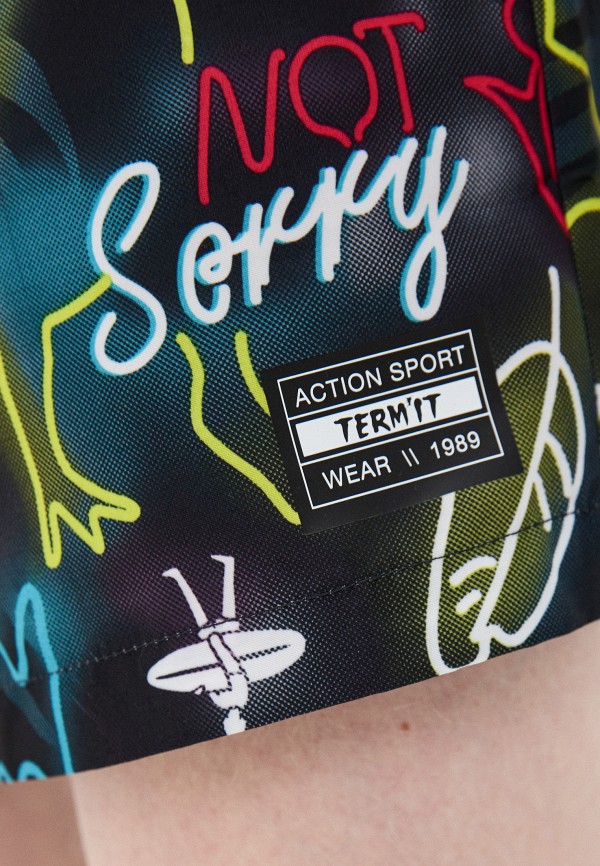 NOT
Sorry
ACTION SPORT
TERM'IT
WEAR \\ 1989